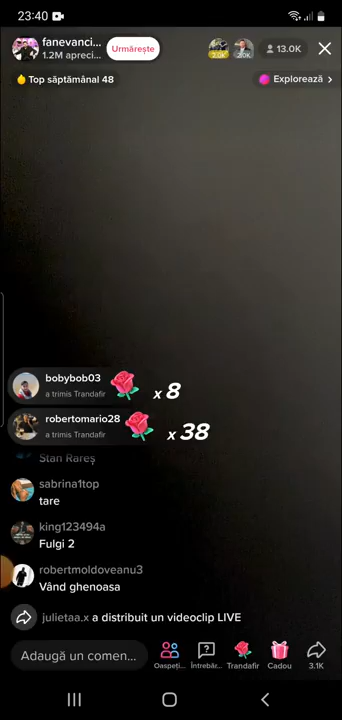 23:40
fanevanci...
1.2M apreci...
Urmărește
2.0K
2.0K
13.0K
Top săptămânal 48
Explorează >
bobybob03
a trimis Trandafir
x 8
robertomario28
a trimis Trandafir
x 38
Stan Rareș
sabrina1top
tare
king123494a
Fulgi 2
robertmoldoveanu3
Vând ghenoasa
julietaa.x a distribuit un videoclip LIVE
Adaugă un comen...
Oaspeți...
Întrebăr...
Trandafir
Cadou
3.1K